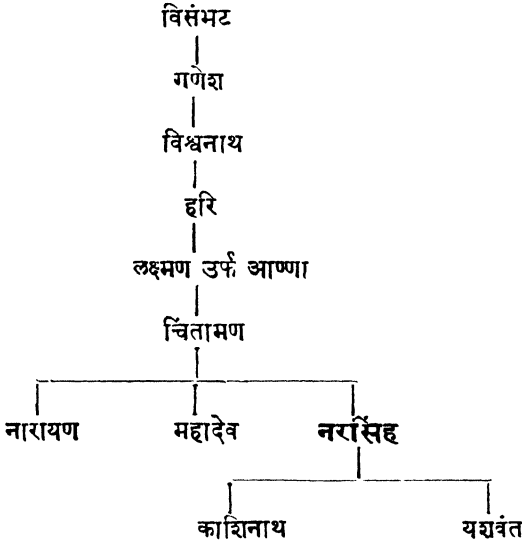 विसंभट
गणेश
विश्वनाथ
हरि
लक्ष्मण उर्फ आण्णा
चिंतामण
नारायण महादेव नरसिंह
काशिनाथ यशवंत